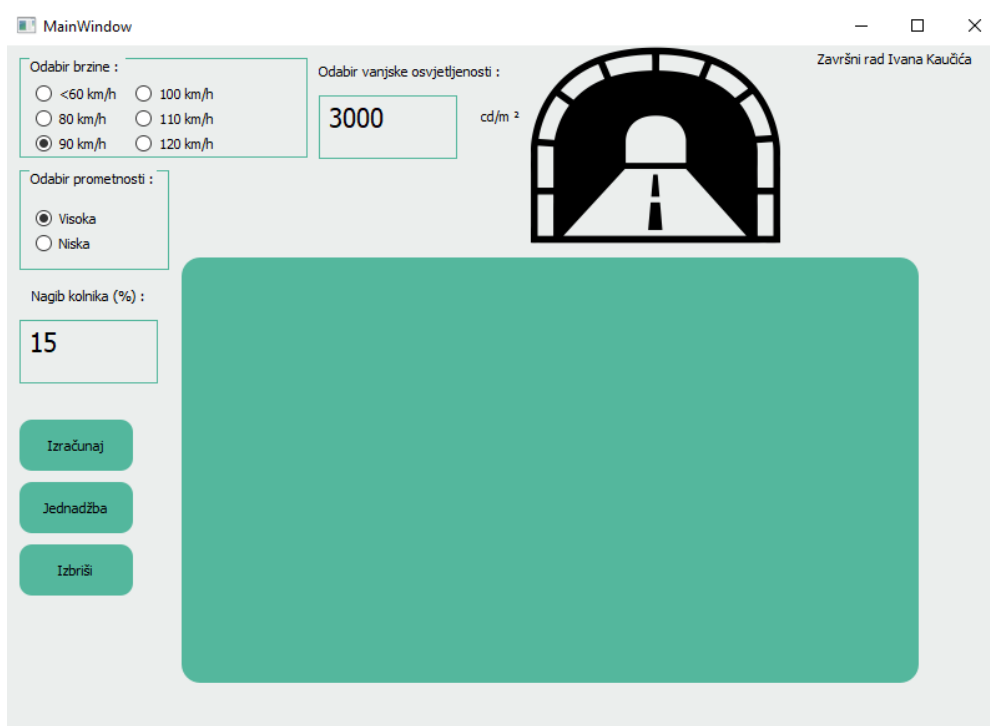 MainWindow
Završni rad Ivana Kaučića
Odabir brzine :
<60 km/h 100 km/h
80 km/h 110 km/h
90 km/h 120 km/h
Odabir vanjske osvjetljenosti :
3000 cd/m ²
Odabir prometnosti :
Visoka
Niska
Nagib kolnika (%) :
15
Izračunaj
Jednadžba
Izbriši